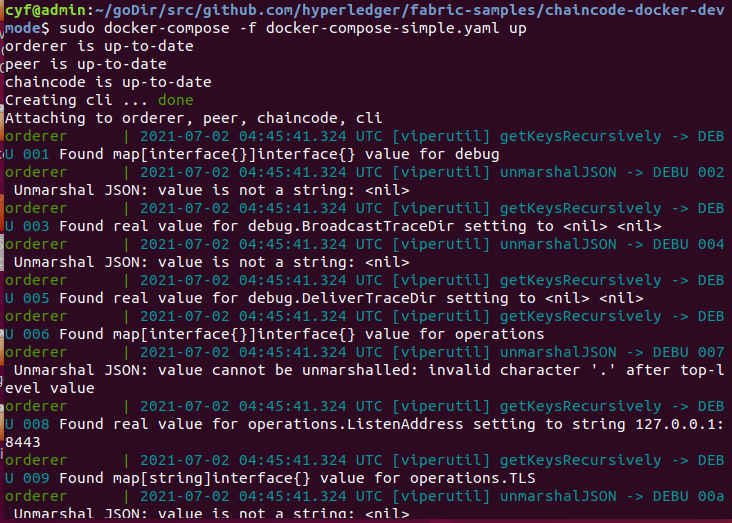 cyf@admin:~/goDir/src/github.com/hyperledger/fabric-samples/chaincode-docker-dev
mode$ sudo docker-compose -f docker-compose-simple.yaml up
orderer is up-to-date
peer is up-to-date
chaincode is up-to-date
Creating cli ... done
Attaching to orderer, peer, chaincode, cli
orderer      | 2021-07-02 04:45:41.324 UTC [viperutil] getKeysRecursively -> DEB
U 001 Found map[interface{}]interface{} value for debug
orderer      | 2021-07-02 04:45:41.324 UTC [viperutil] unmarshalJSON -> DEBU 002
 Unmarshal JSON: value is not a string: <nil>
orderer      | 2021-07-02 04:45:41.324 UTC [viperutil] getKeysRecursively -> DEB
U 003 Found real value for debug.BroadcastTraceDir setting to <nil> <nil>
orderer      | 2021-07-02 04:45:41.324 UTC [viperutil] unmarshalJSON -> DEBU 004
 Unmarshal JSON: value is not a string: <nil>
orderer      | 2021-07-02 04:45:41.324 UTC [viperutil] getKeysRecursively -> DEB
U 005 Found real value for debug.DeliverTraceDir setting to <nil> <nil>
orderer      | 2021-07-02 04:45:41.324 UTC [viperutil] getKeysRecursively -> DEB
U 006 Found map[interface{}]interface{} value for operations
orderer      | 2021-07-02 04:45:41.324 UTC [viperutil] unmarshalJSON -> DEBU 007
 Unmarshal JSON: value cannot be unmarshalled: invalid character '.' after top-l
evel value
orderer      | 2021-07-02 04:45:41.324 UTC [viperutil] getKeysRecursively -> DEB
U 008 Found real value for operations.ListenAddress setting to string 127.0.0.1:
8443
orderer      | 2021-07-02 04:45:41.324 UTC [viperutil] getKeysRecursively -> DEB
U 009 Found map[string]interface{} value for operations.TLS
orderer      | 2021-07-02 04:45:41.324 UTC [viperutil] unmarshalJSON -> DEBU 00a
 Unmarshal JSON: value is not a string: <nil>